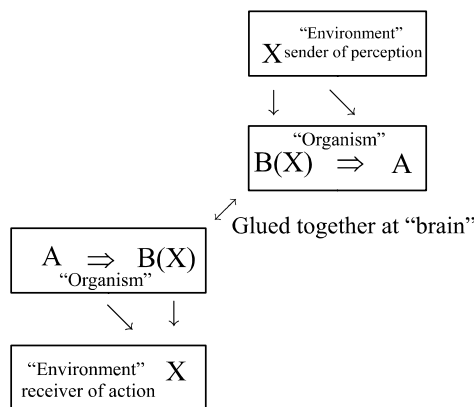 “Environment”
X sender of perception
“Organism”
B(X) ⇒ A
Glued together at “brain”
A ⇒ B(X)
“Organism”
“Environment” X
receiver of action